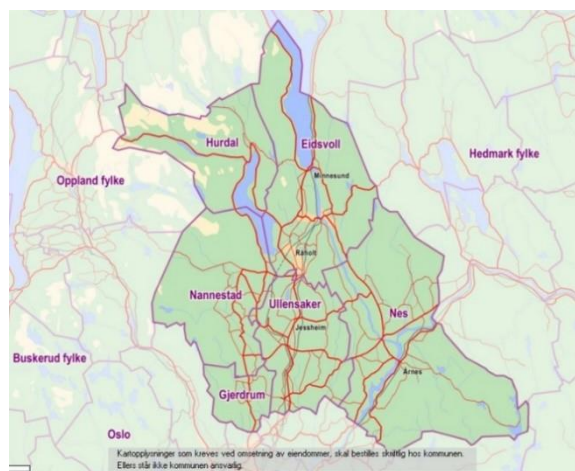 Hurdal
Eidsvoll
Hedmark fylke
Minnesund
Oppland fylke
Råholt
Nannestad
Ullensaker
Nes
Jessheim
Buskerud fylke
Årnes
Gjerdrum
Oslo
Kartopplysninger som kreves ved omsetning av eiendommer, skal bestilles skriftlig hos kommunen.
Ellers står ikke kommunen ansvarlig.